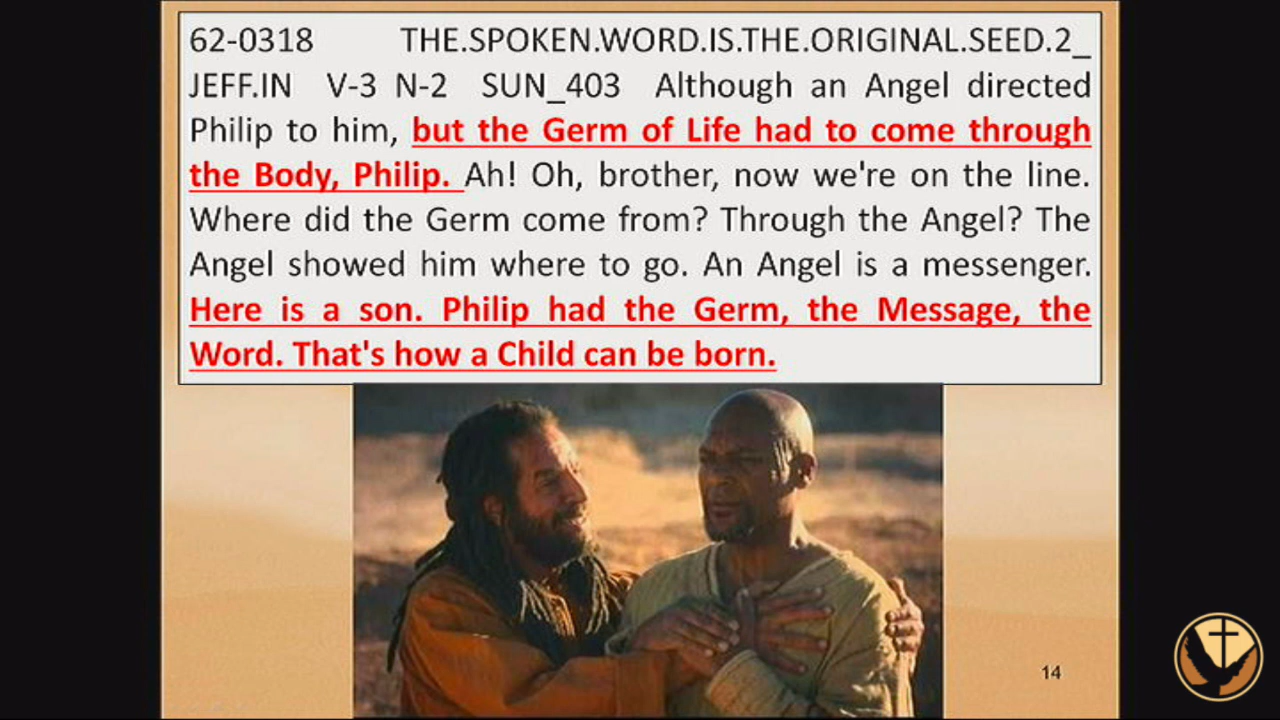 62-0318 THE.SPOKEN.WORD.IS.THE.ORIGINAL.SEED.2_
JEFF.IN V-3 N-2 SUN_403 Although an Angel directed
Philip to him, but the Germ of Life had to come through
the Body, Philip. Ah! Oh, brother, now we're on the line.
Where did the Germ come from? Through the Angel? The
Angel showed him where to go. An Angel is a messenger.
Here is a son. Philip had the Germ, the Message, the
Word. That's how a Child can be born.
14